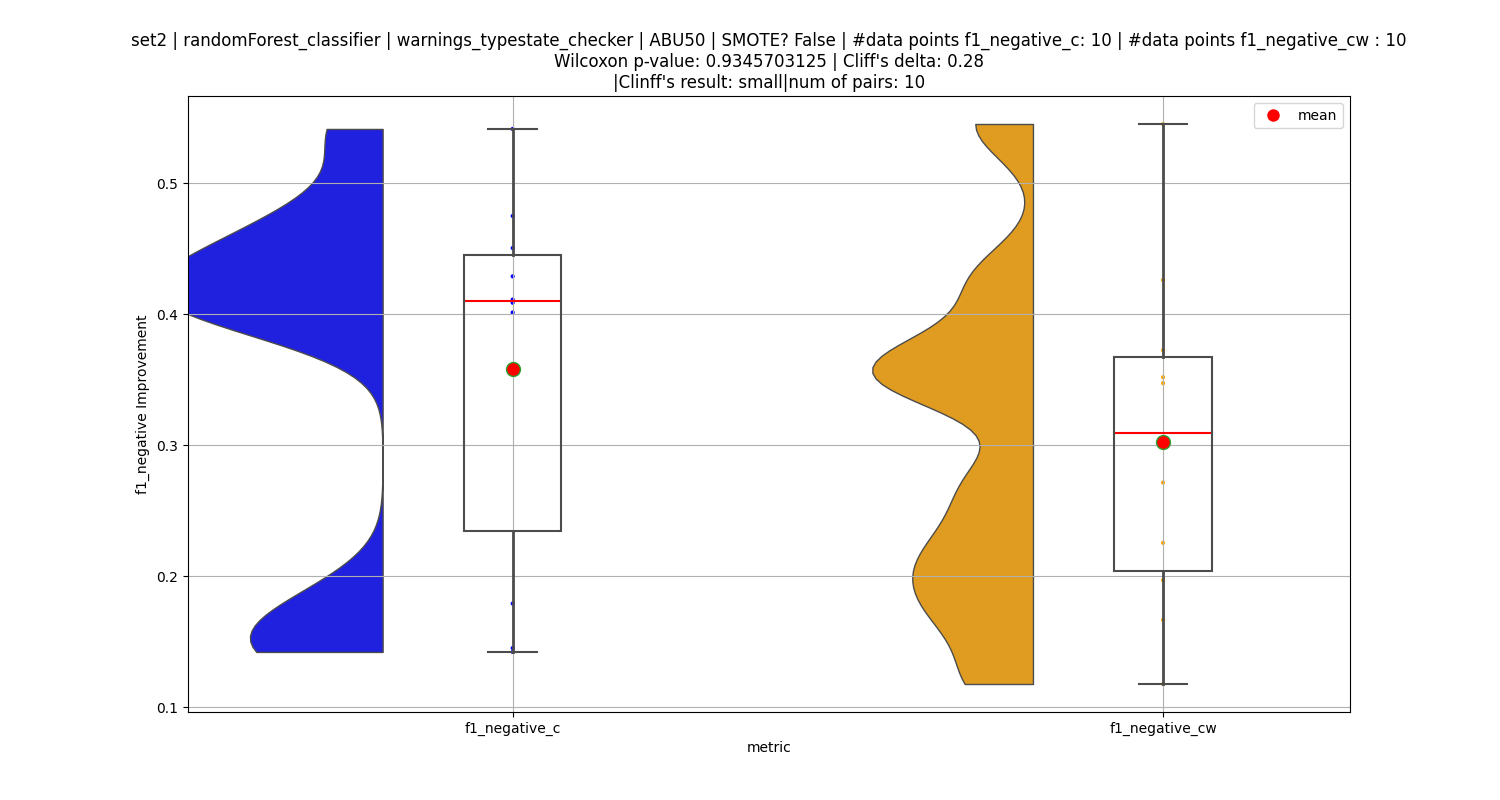 set2 | randomForest_classifier | warnings_typestate_checker | ABU50 | SMOTE? False | #data points f1_negative_c: 10 | #data points f1_negative_cw : 10
Wilcoxon p-value: 0.9345703125 | Cliff's delta: 0.28
|Clinff's result: small|num of pairs: 10
mean
f1_negative Improvement
0.5
0.4
0.3
0.2
0.1
f1_negative_c
f1_negative_cw
metric